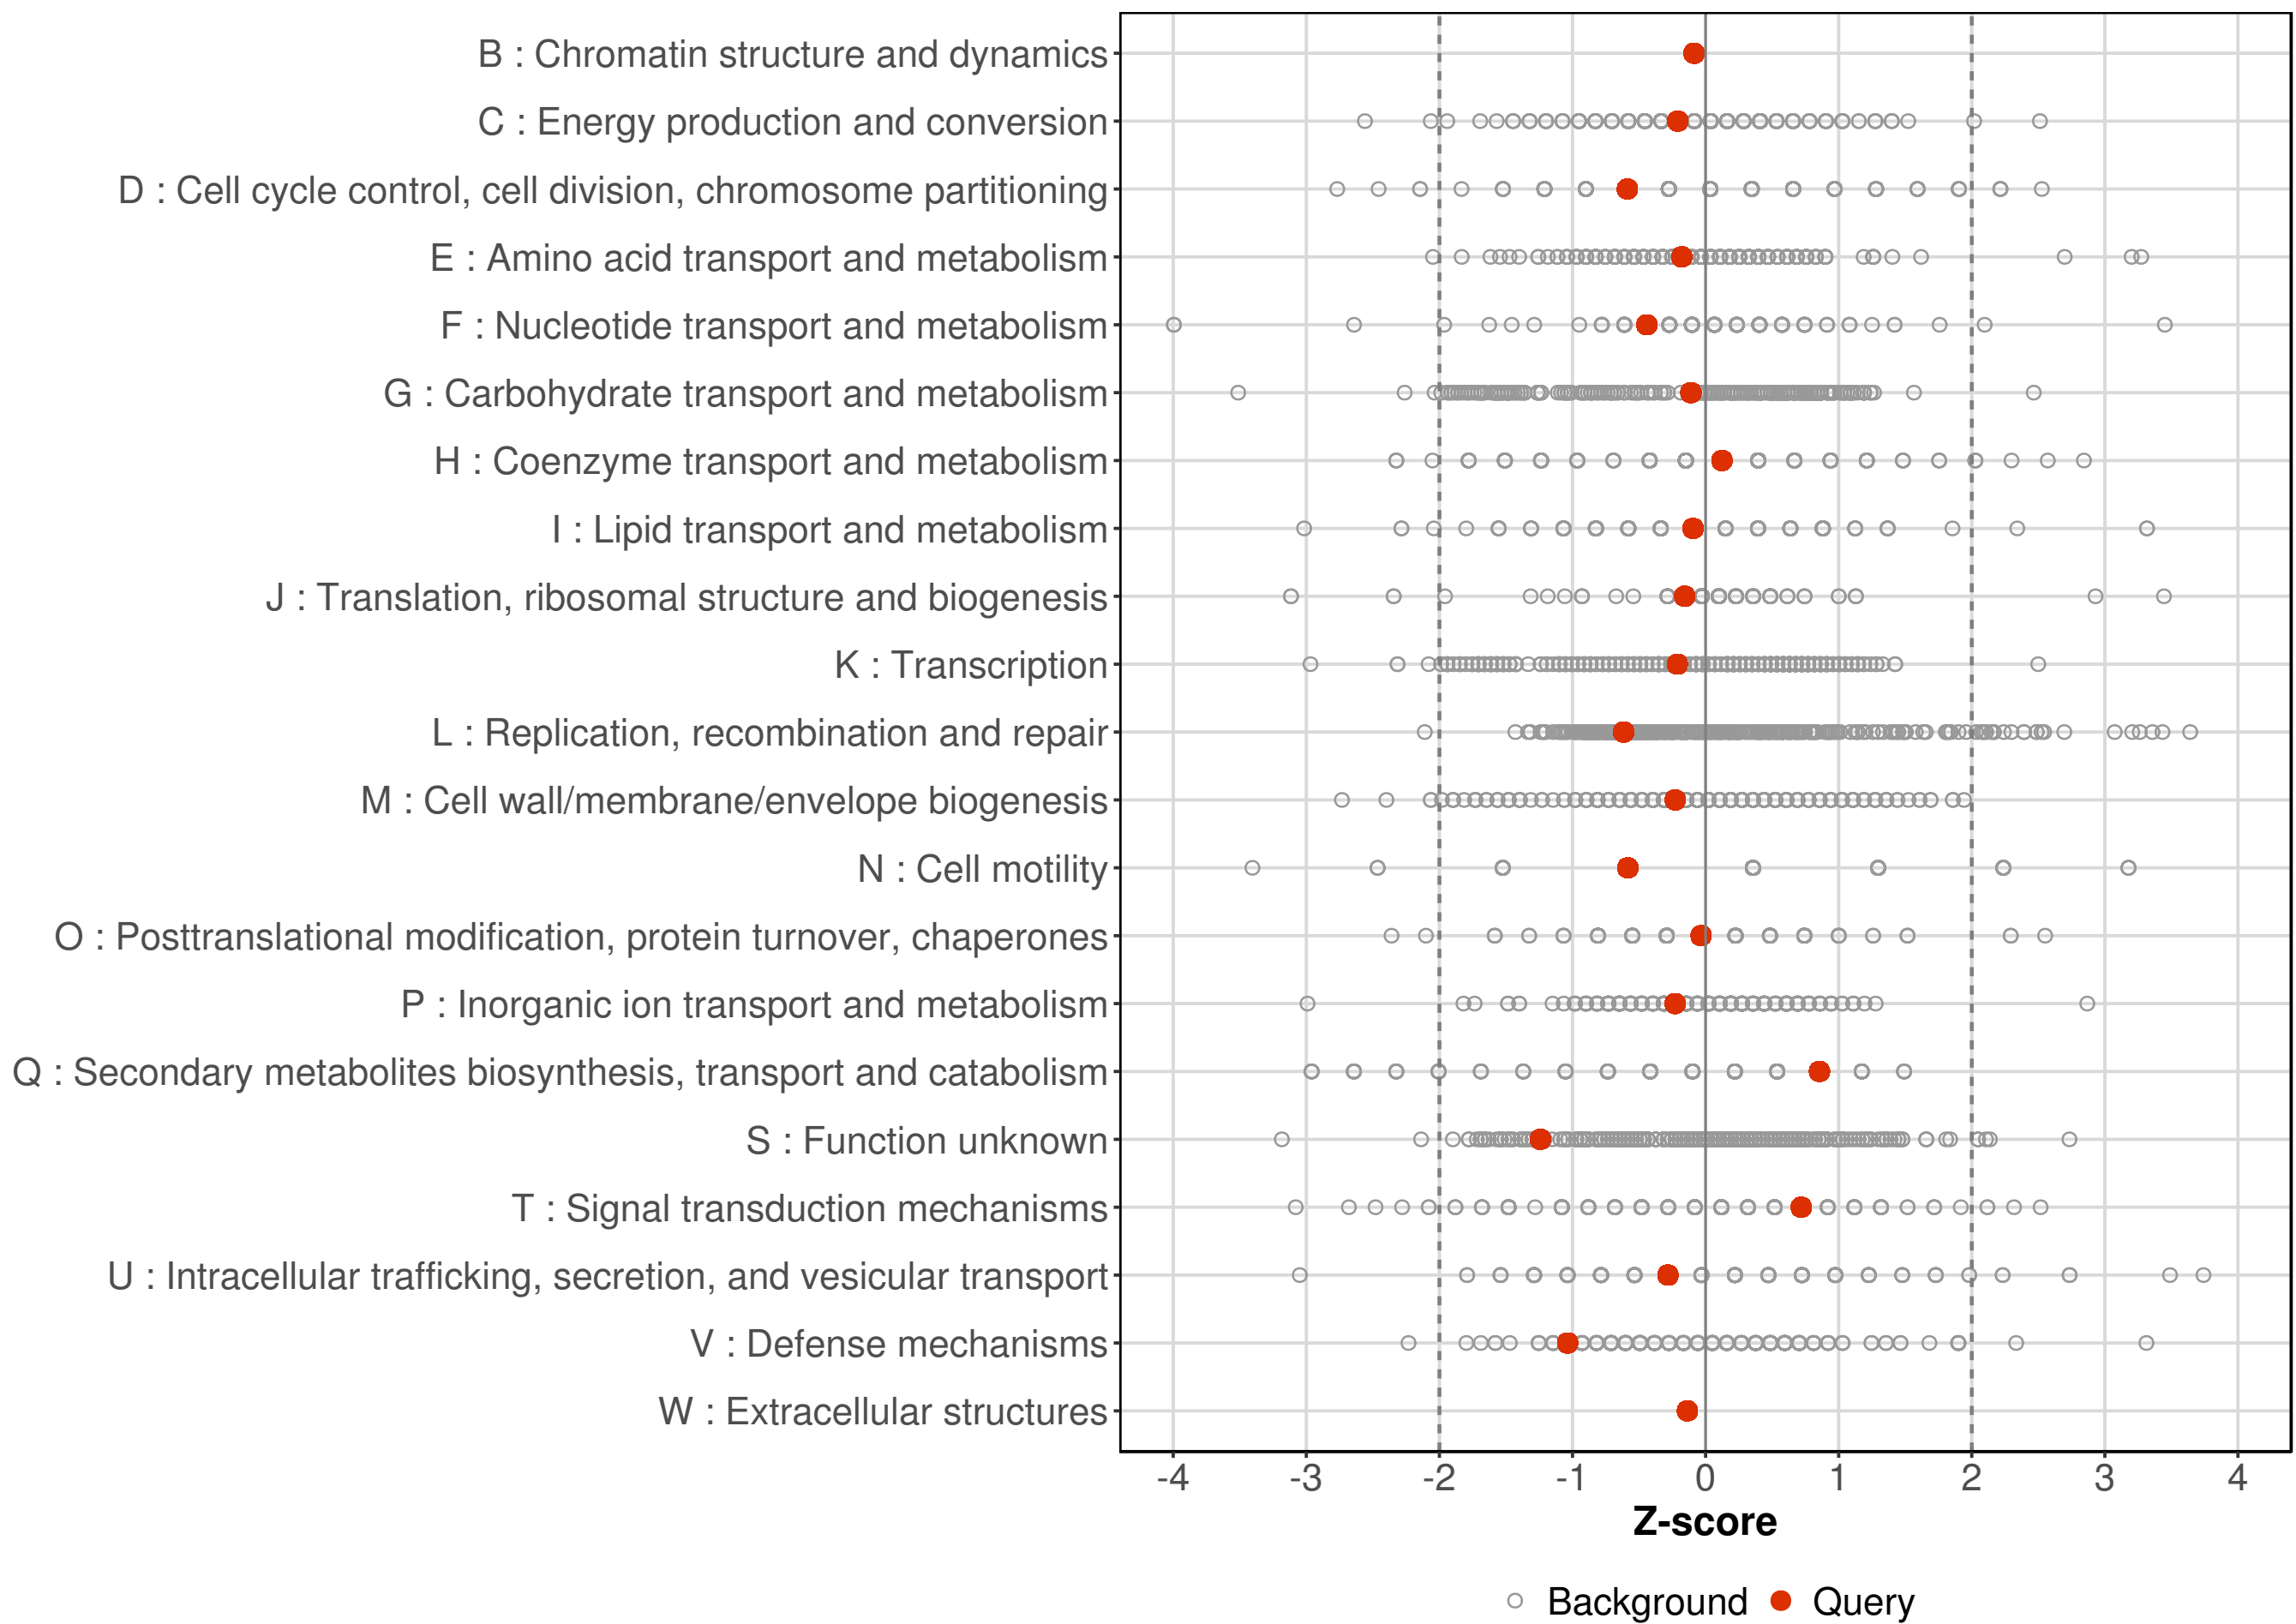 B : Chromatin structure and dynamics
C : Energy production and conversion
D : Cell cycle control, cell division, chromosome partitioning
E : Amino acid transport and metabolism
F : Nucleotide transport and metabolism
G : Carbohydrate transport and metabolism
H : Coenzyme transport and metabolism
I : Lipid transport and metabolism
J : Translation, ribosomal structure and biogenesis
K : Transcription
L : Replication, recombination and repair
M : Cell wall/membrane/envelope biogenesis
N : Cell motility
O : Posttranslational modification, protein turnover, chaperones
P : Inorganic ion transport and metabolism
Q : Secondary metabolites biosynthesis, transport and catabolism
S : Function unknown
T : Signal transduction mechanisms
U : Intracellular trafficking, secretion, and vesicular transport
V : Defense mechanisms
W : Extracellular structures
-4 -3 -2 -1 0 1 2 3 4
Z-score
Background Query